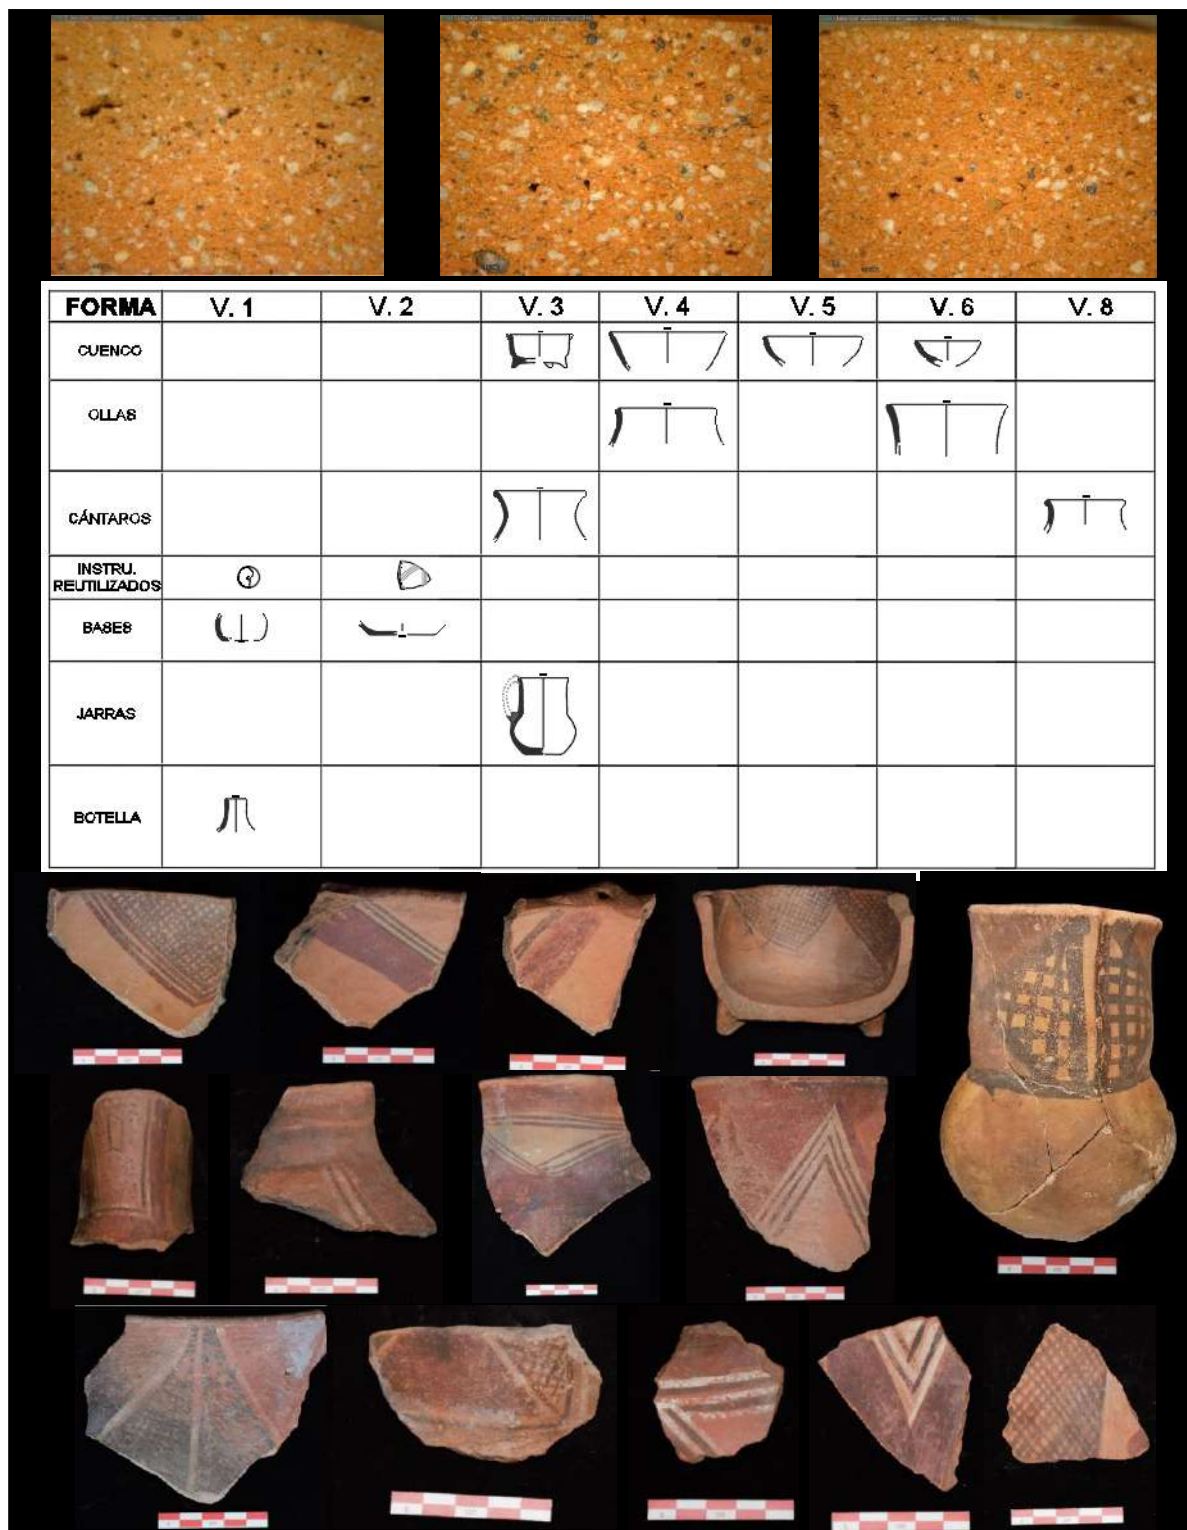 FORMA V. 1 V. 2 V. 3 V. 4 V. 5 V. 6 V. 8
CUENCO
OLLAS
CÁNTAROS
INSTRU.
REUTILIZADOS
BASES
JARRAS
BOTELLA